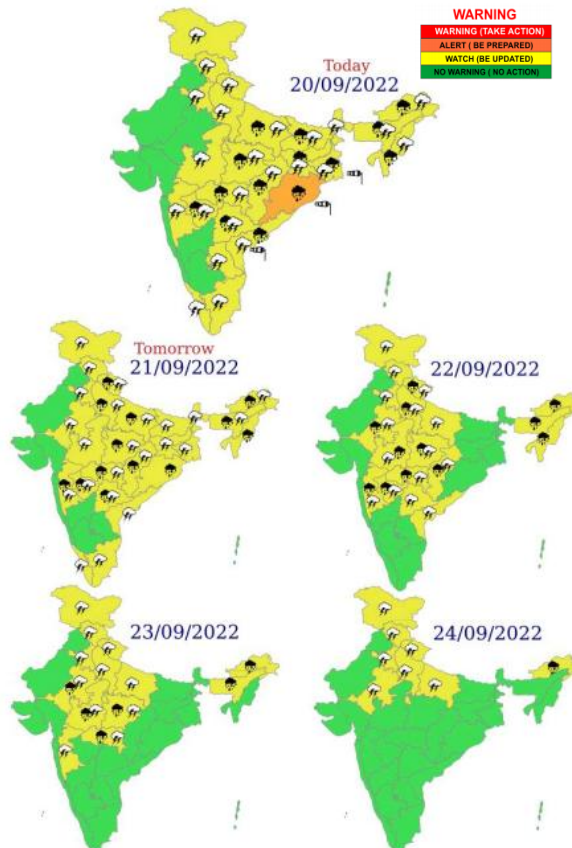 WARNING
WARNING (TAKE ACTION)
ALERT ( BE PREPARED)
WATCH (BE UPDATED)
NO WARNING ( NO ACTION)
Today
20/09/2022
Tomorrow
21/09/2022
22/09/2022
23/09/2022
24/09/2022